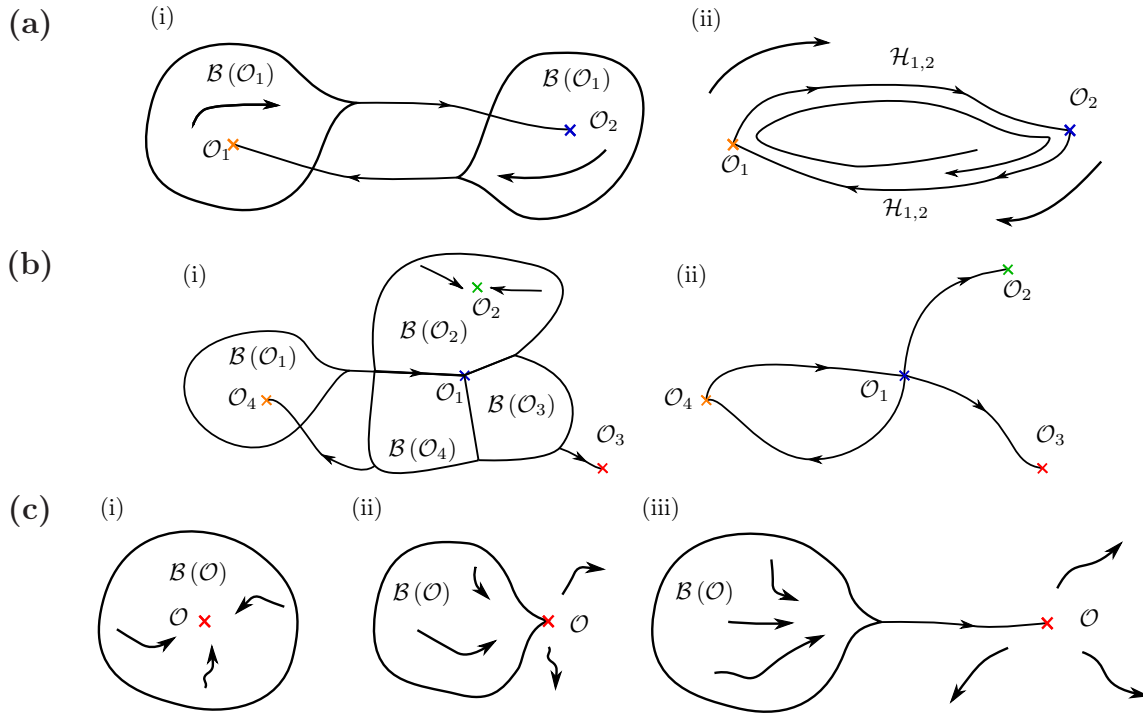 (a)
(i)
(ii)
ℬ(𝒪₁)
ℬ(𝒪₁)
𝒪₁
𝒪₂
ℋ₁,₂
𝒪₂
𝒪₁
ℋ₁,₂
(b)
(i)
(ii)
𝒪₂
ℬ(𝒪₂)
ℬ(𝒪₁)
𝒪₄
𝒪₁
ℬ(𝒪₃)
ℬ(𝒪₄)
𝒪₃
𝒪₂
𝒪₄
𝒪₁
𝒪₃
(c)
(i)
(ii)
(iii)
ℬ(𝒪)
𝒪
ℬ(𝒪)
𝒪
ℬ(𝒪)
𝒪